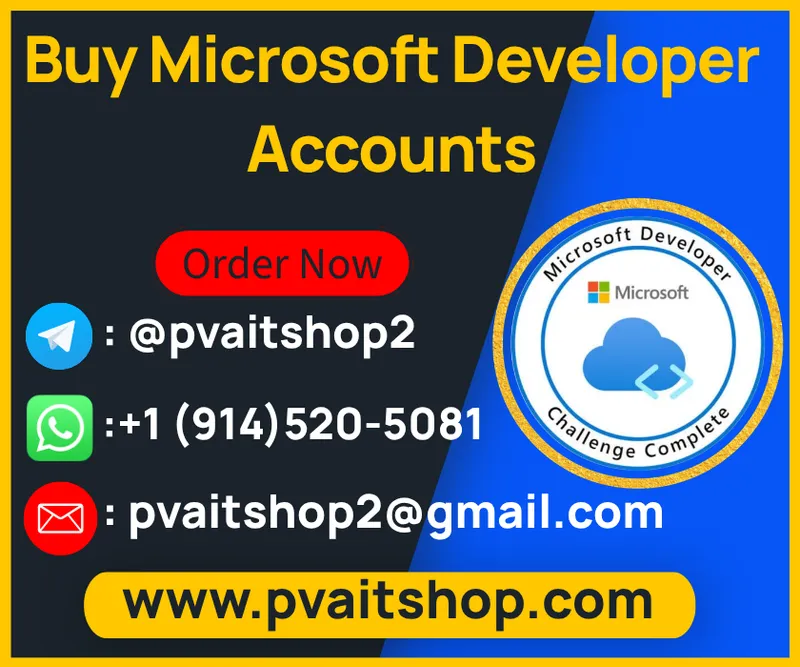 Buy Microsoft Developer
Accounts
Order Now
: @pvaitshop2
:+1 (914)520-5081
: pvaitshop2@gmail.com
www.pvaitshop.com
Microsoft Developer
Microsoft
Challenge Complete